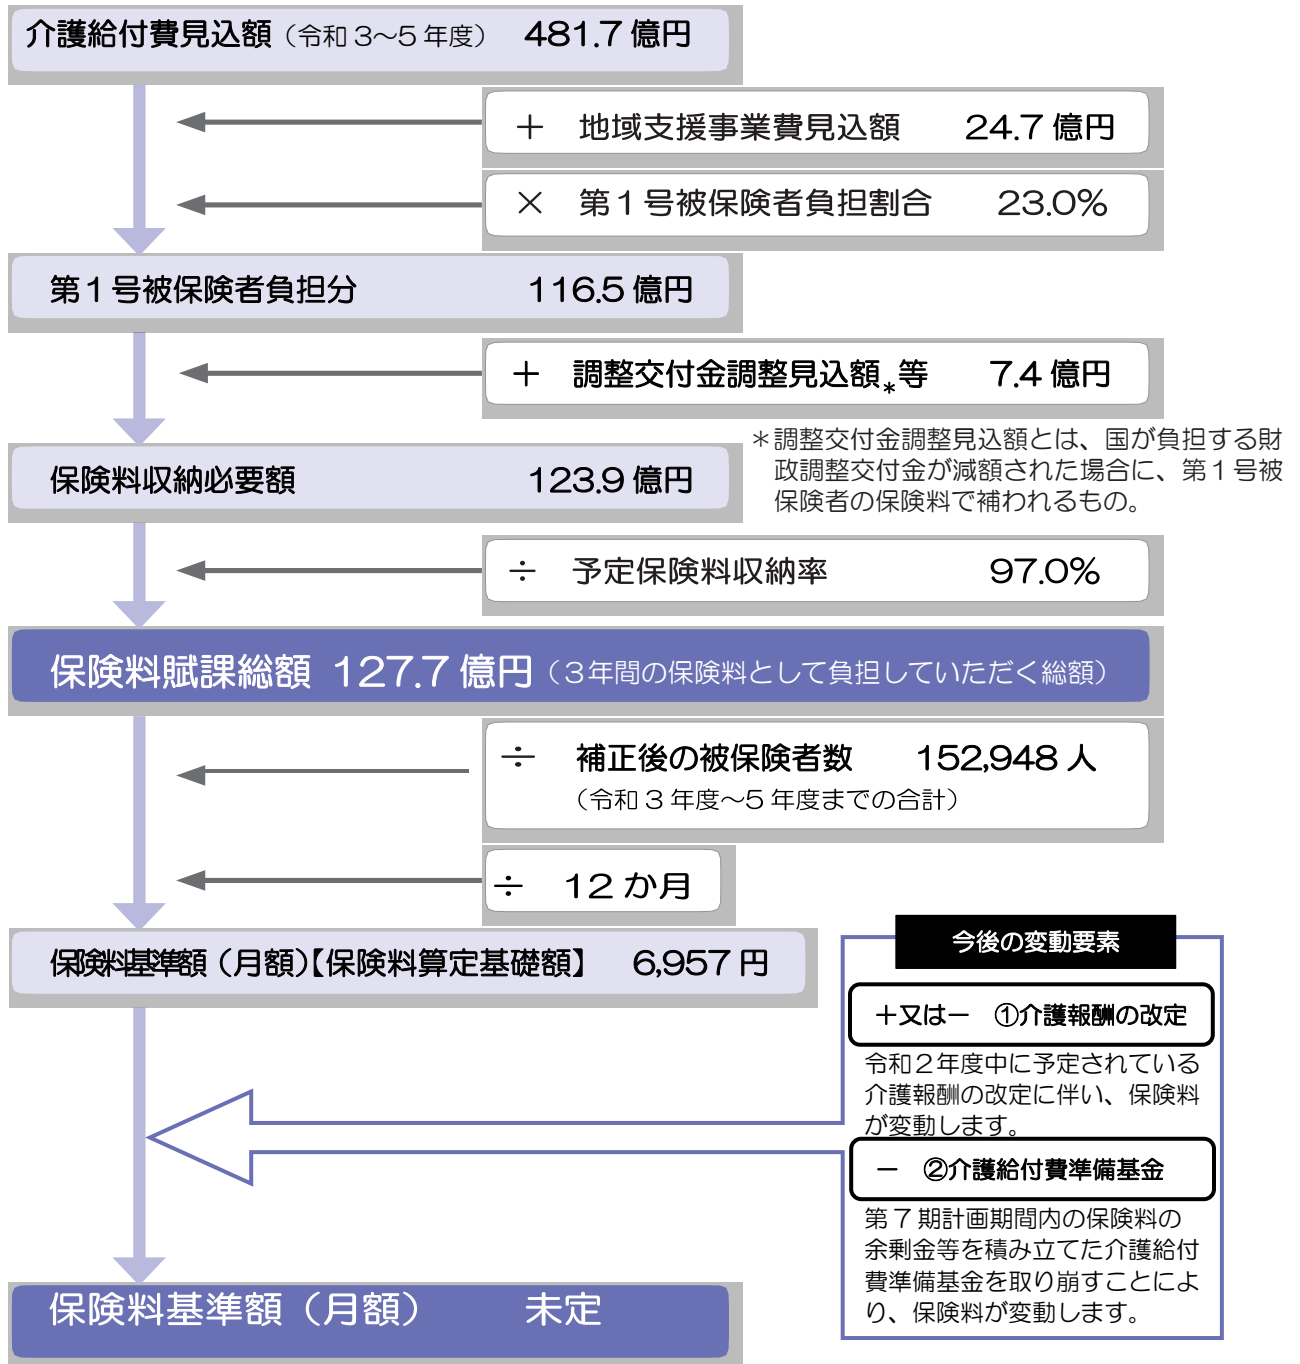 介護給付費見込額（令和3～5年度） 481.7億円
＋ 地域支援事業費見込額 24.7億円
× 第1号被保険者負担割合 23.0%
第1号被保険者負担分 116.5億円
＋ 調整交付金調整見込額*等 7.4億円
＊調整交付金調整見込額とは、国が負担する財
政調整交付金が減額された場合に、第1号被
保険者の保険料で補われるもの。
保険料収納必要額 123.9億円
÷ 予定保険料収納率 97.0%
保険料賦課総額 127.7億円（3年間の保険料として負担していただく総額）
÷ 補正後の被保険者数 152,948人
（令和3年度～5年度までの合計）
÷ 12か月
保険料基準額（月額）【保険料算定基礎額】 6,957円
今後の変動要素
＋又は－ ①介護報酬の改定
令和2年度中に予定されている
介護報酬の改定に伴い、保険料
が変動します。
－ ②介護給付費準備基金
第7期計画期間内の保険料の
余剰金等を積み立てた介護給付
費準備基金を取り崩すことによ
り、保険料が変動します。
保険料基準額（月額） 未定